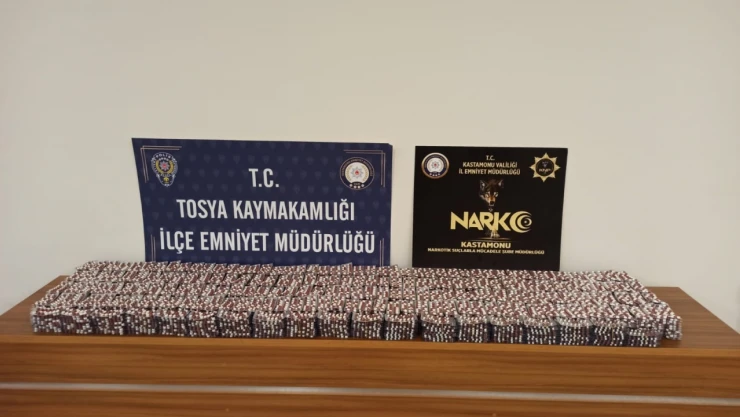 T.C.
TOSYA KAYMAKAMLIĞI
İLÇE EMNİYET MÜDÜRLÜĞÜ
T.C.
KASTAMONU VALİLİĞİ
İL EMNİYET MÜDÜRLÜĞÜ
NARKO
KASTAMONU
NARKOTİK SUÇLARLA MÜCADELE ŞUBE MÜDÜRLÜĞÜ